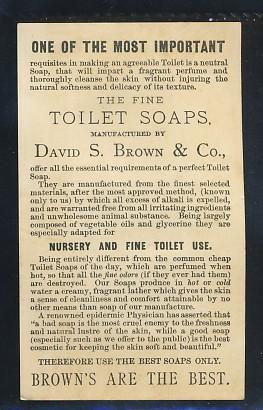 ONE OF THE MOST IMPORTANT
requisites in making an agreeable Toilet is a neutral
Soap, that will impart a fragrant perfume and
thoroughly cleanse the skin without injuring the
natural softness and delicacy of its texture.
THE FINE
TOILET SOAPS,
MANUFACTURED BY
DAVID S. BROWN & Co.,
offer all the essential requirements of a perfect Toilet
Soap.
They are manufactured from the finest selected
materials, after the most approved method, (known
only to us) by which all excess of alkali is expelled,
and are warranted free from all irritating ingredients
and unwholesome animal substance. Being largely
composed of vegetable oils and glycerine they are
especially adapted for
NURSERY AND FINE TOILET USE.
Being entirely different from the common cheap
Toilet Soaps of the day, which are perfumed when
hot, so that all the fine odors (if they ever had them)
are destroyed. Our Soaps produce in hot or cold
water a creamy, fragrant lather which gives the skin
a sense of cleanliness and comfort attainable by no
other means than soap of our manufacture.
A renowned epidermic Physician has asserted that
"a bad soap is the most cruel enemy to the freshness
and natural lustre of the skin, while a good soap
(especially such as we offer to the public) is the best
cosmetic for keeping the skin soft and beautiful."
THEREFORE USE THE BEST SOAPS ONLY.
BROWN'S ARE THE BEST.